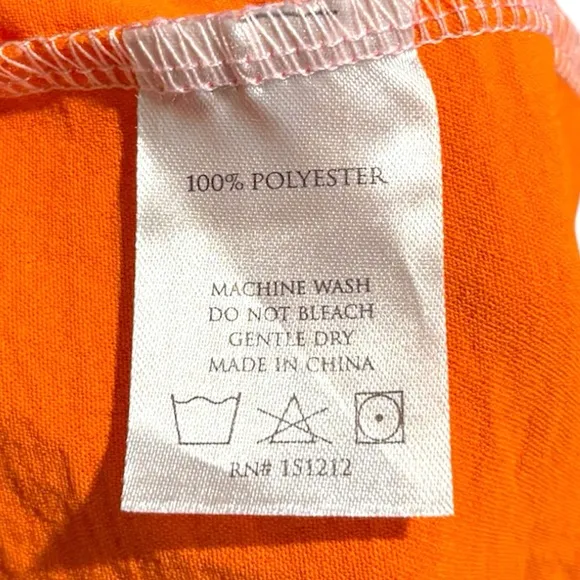 100% POLYESTER
MACHINE WASH
DO NOT BLEACH
GENTLE DRY
MADE IN CHINA
RN# 151212